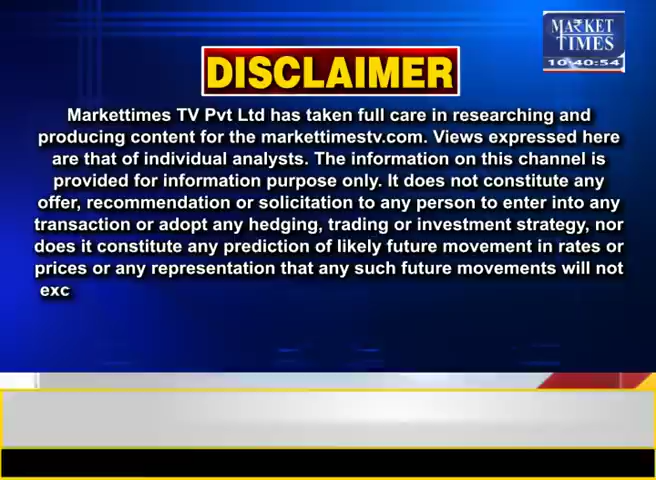 MARKET
TIMES
10:40:54
DISCLAIMER
Markettimes TV Pvt Ltd has taken full care in researching and
producing content for the markettimestv.com. Views expressed here
are that of individual analysts. The information on this channel is
provided for information purpose only. It does not constitute any
offer, recommendation or solicitation to any person to enter into any
transaction or adopt any hedging, trading or investment strategy, nor
does it constitute any prediction of likely future movement in rates or
prices or any representation that any such future movements will not
exc